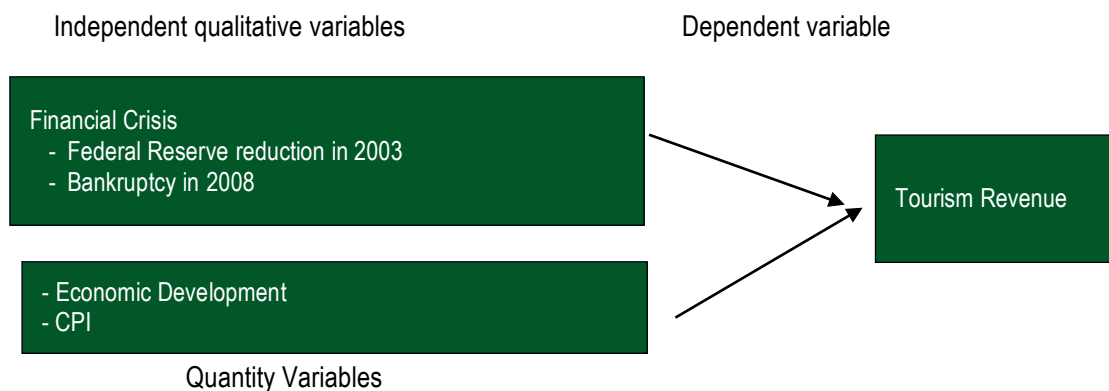 Independent qualitative variables
Dependent variable
Financial Crisis
- Federal Reserve reduction in 2003
- Bankruptcy in 2008
Tourism Revenue
- Economic Development
- CPI
Quantity Variables